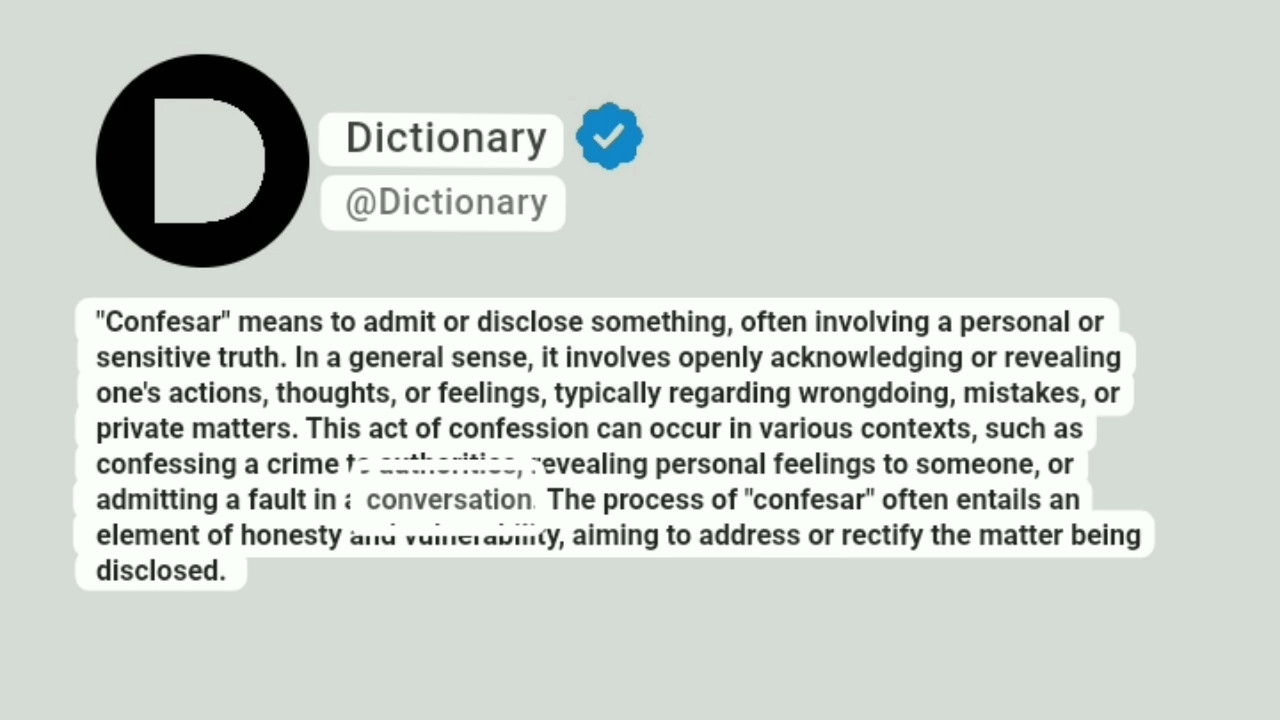 D
Dictionary
@Dictionary
"Confesar" means to admit or disclose something, often involving a personal or
sensitive truth. In a general sense, it involves openly acknowledging or revealing
one's actions, thoughts, or feelings, typically regarding wrongdoing, mistakes, or
private matters. This act of confession can occur in various contexts, such as
confessing a crime to authorities, revealing personal feelings to someone, or
admitting a fault in a conversation. The process of "confesar" often entails an
element of honesty and vulnerability, aiming to address or rectify the matter being
disclosed.